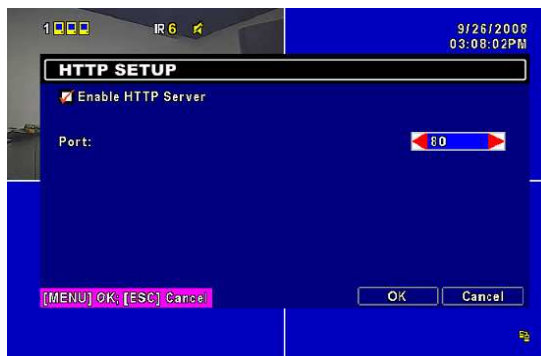 1 IR 6 9/26/2008
03:08:02PM
HTTP SETUP
Enable HTTP Server
Port: 80
[MENU] OK, [ESC] Cancel OK Cancel